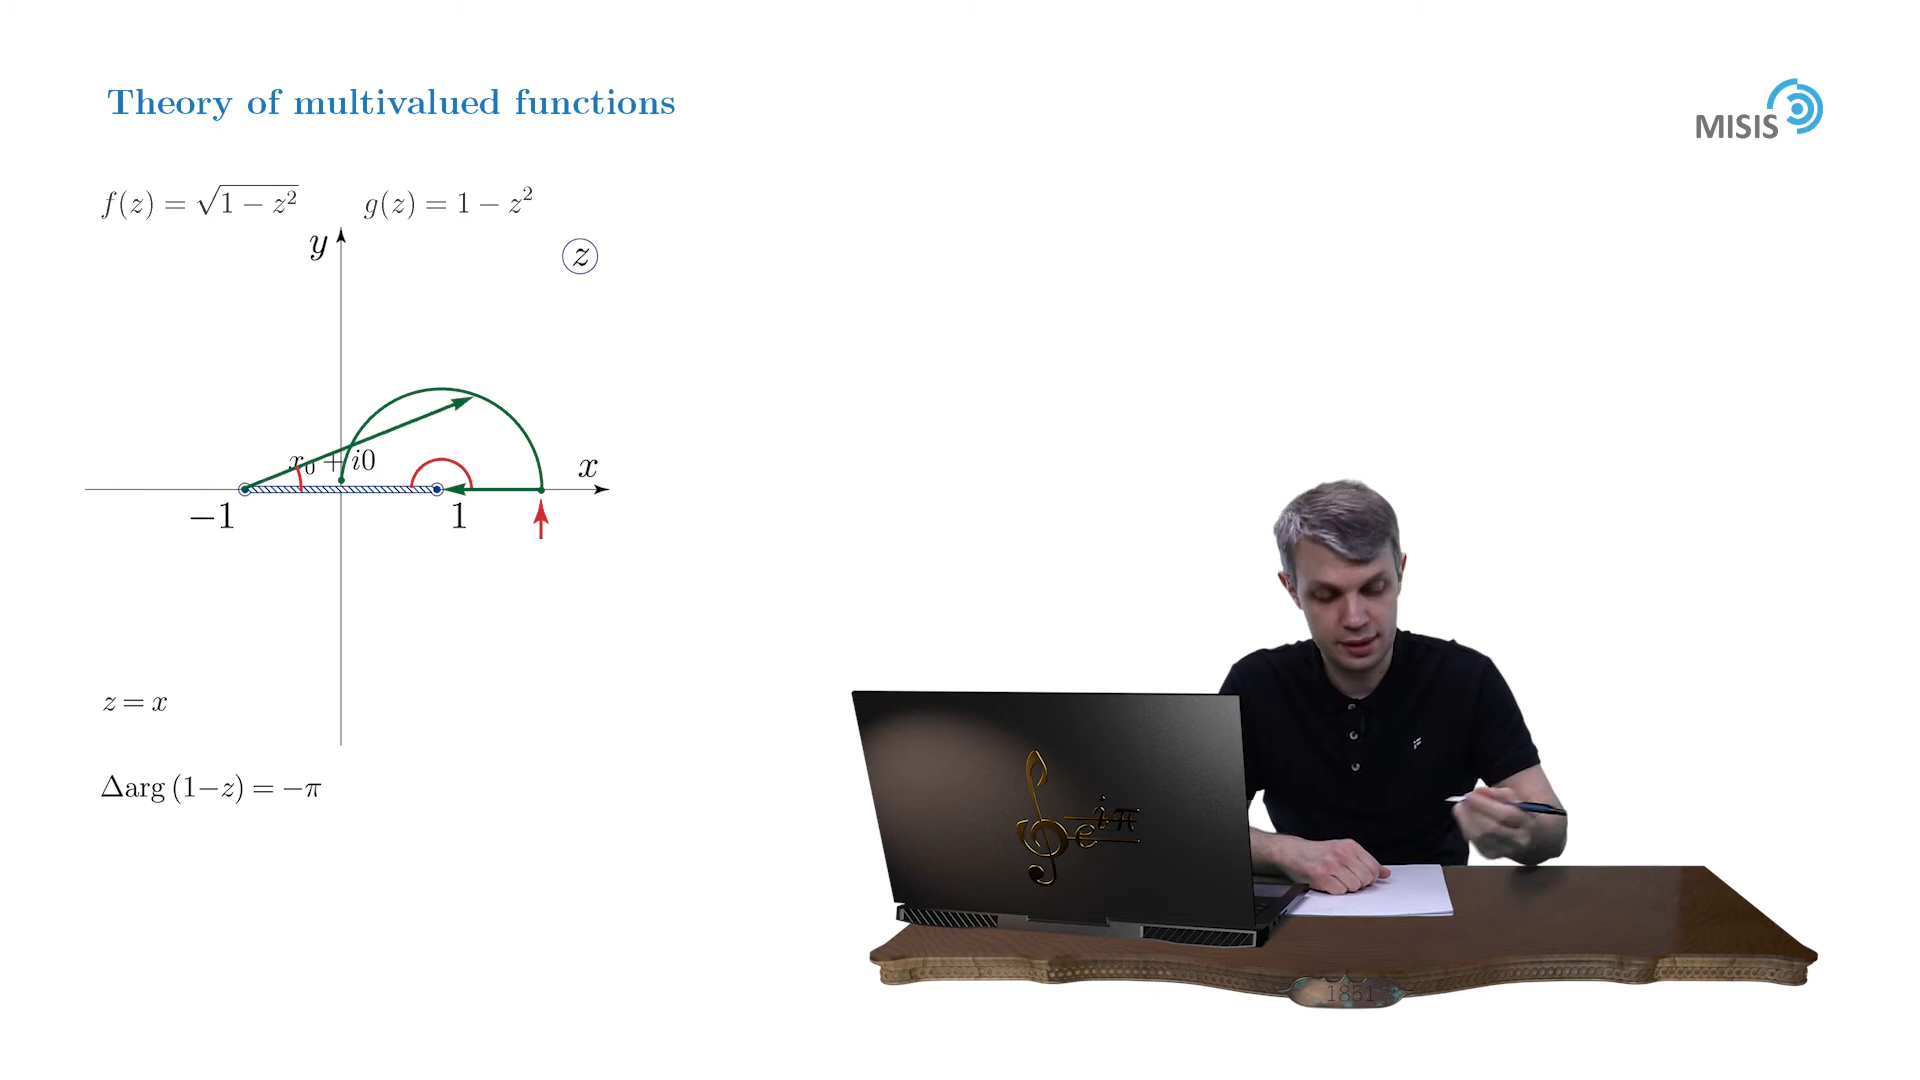 Theory of multivalued functions
MISIS
f(z) = √(1 − z²) g(z) = 1 − z²
y
z
x₀ + i0
x
−1
1
z = x
Δarg (1−z) = −π
e^{iπ}
1851